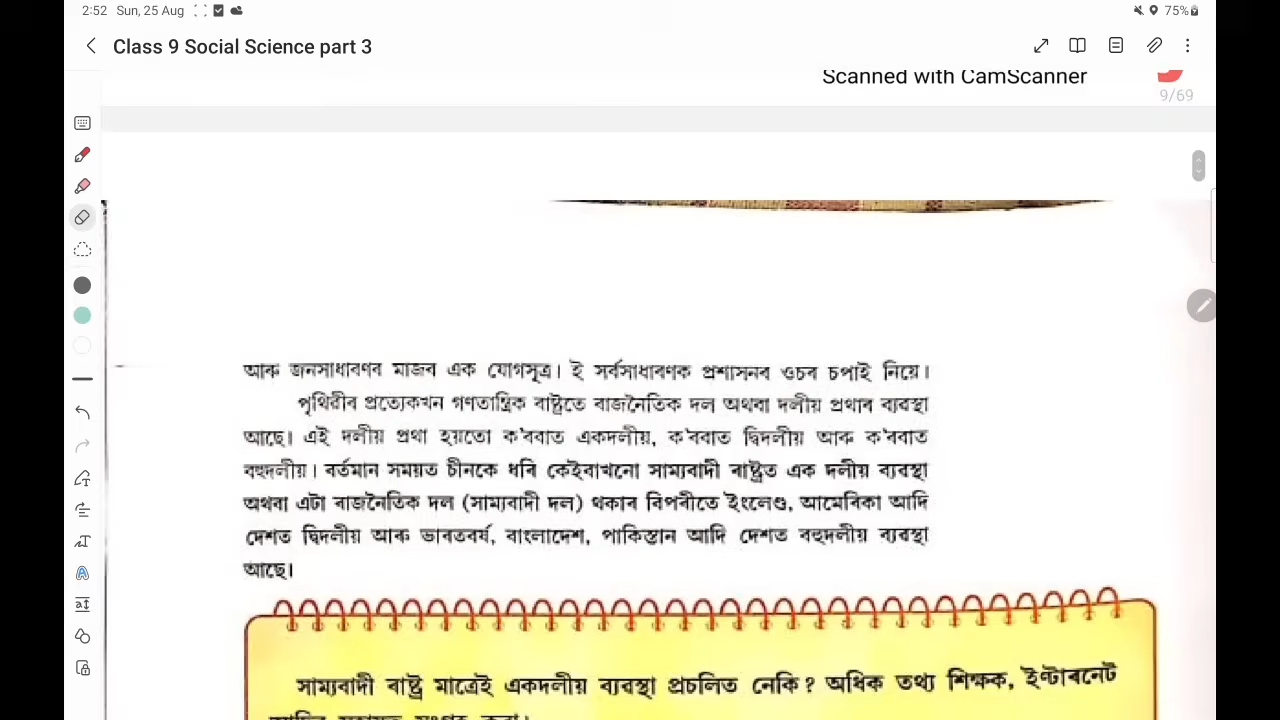 2:52 Sun, 25 Aug
75%
Class 9 Social Science part 3
Scanned with CamScanner
9/69
আৰু জনসাধাৰণৰ মাজৰ এক যোগসূত্ৰ। ই সৰ্বসাধাৰণক প্ৰশাসনৰ ওচৰ চপাই নিয়ে।
পৃথিৱীৰ প্ৰত্যেকখন গণতান্ত্ৰিক ৰাষ্ট্ৰতে ৰাজনৈতিক দল অথবা দলীয় প্ৰথাৰ ব্যৱস্থা
আছে। এই দলীয় প্ৰথা হয়তো ক'ৰবাত একদলীয়, ক'ৰবাত দ্বিদলীয় আৰু ক'ৰবাত
বহুদলীয়। বৰ্তমান সময়ত চীনকে ধৰি কেইবাখনো সাম্যবাদী ৰাষ্ট্ৰত এক দলীয় ব্যৱস্থা
অথবা এটা ৰাজনৈতিক দল (সাম্যবাদী দল) থকাৰ বিপৰীতে ইংলেণ্ড, আমেৰিকা আদি
দেশত দ্বিদলীয় আৰু ভাৰতবৰ্ষ, বাংলাদেশ, পাকিস্তান আদি দেশত বহুদলীয় ব্যৱস্থা
আছে।
সাম্যবাদী ৰাষ্ট্ৰ মাত্ৰেই একদলীয় ব্যৱস্থা প্ৰচলিত নেকি? অধিক তথ্য শিক্ষক, ইণ্টাৰনেট